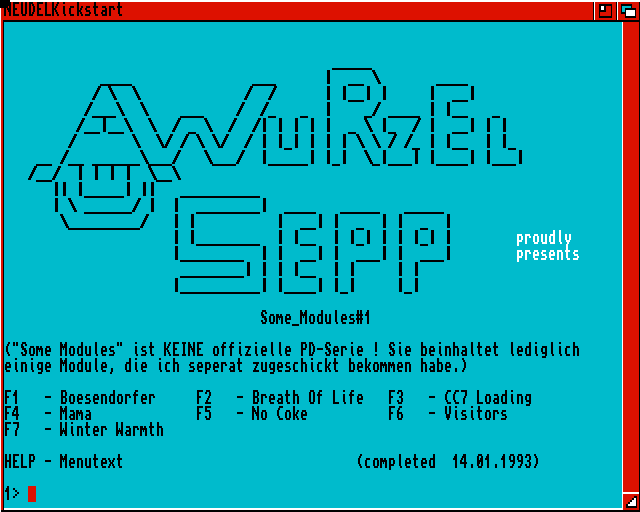 NEUDELKickstart
AWURZEL
SEPP
proudly
presents
Some_Modules#1
("Some Modules" ist KEINE offizielle PD-Serie ! Sie beinhaltet lediglich
einige Module, die ich seperat zugeschickt bekommen habe.)
F1 - Boesendorfer F2 - Breath Of Life F3 - CC7 Loading
F4 - Mama F5 - No Coke F6 - Visitors
F7 - Winter Warmth
HELP - Menutext (completed 14.01.1993)
1>